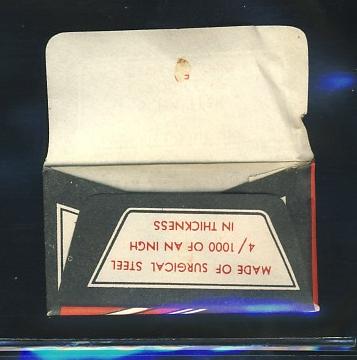 MADE OF SURGICAL STEEL
4/1000 OF AN INCH
IN THICKNESS